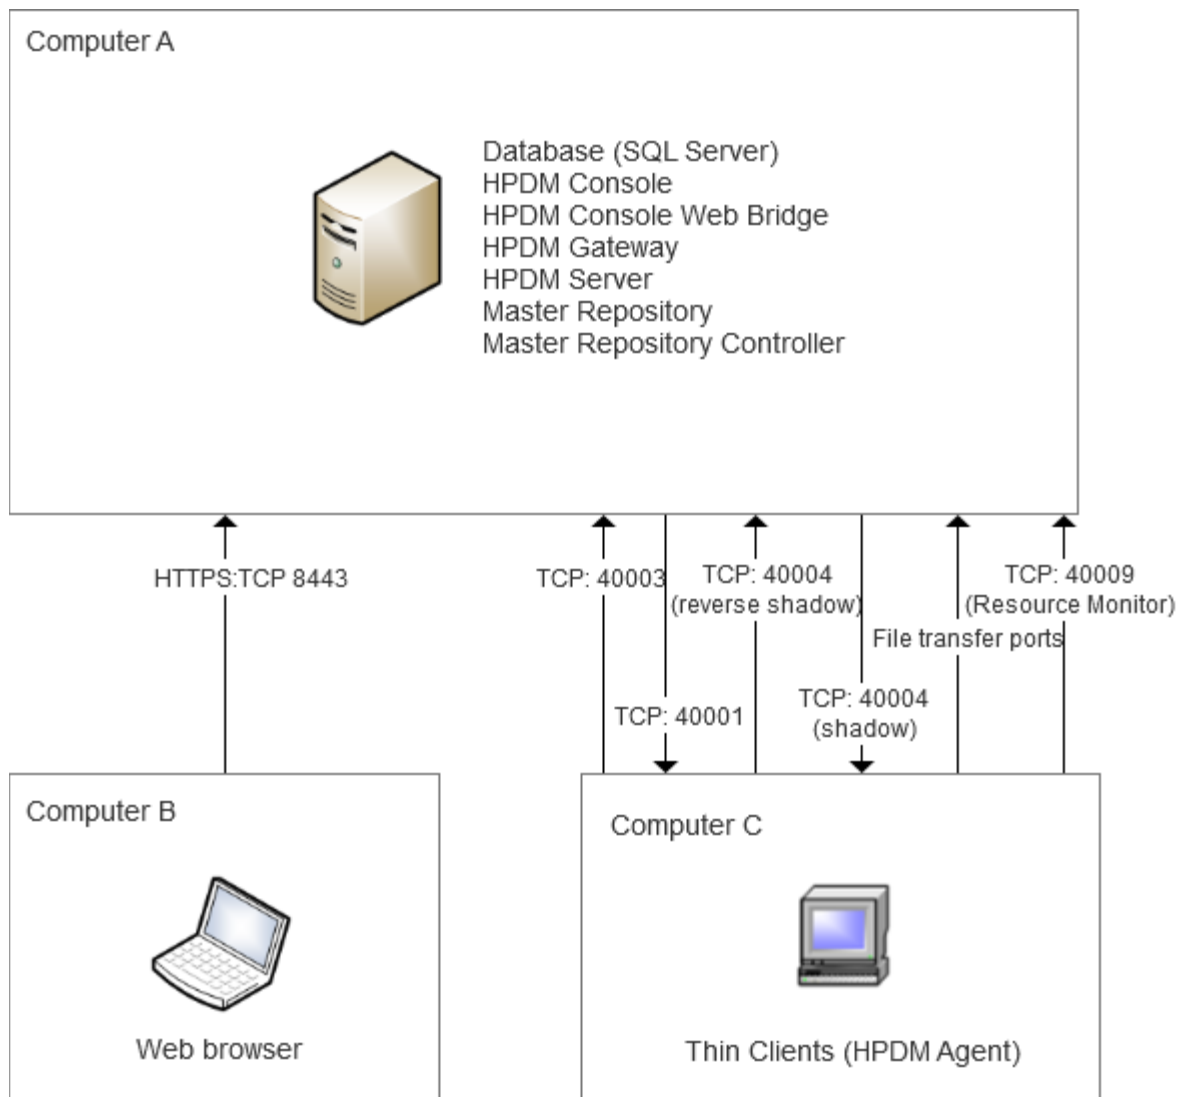 Computer A
Database (SQL Server)
HPDM Console
HPDM Console Web Bridge
HPDM Gateway
HPDM Server
Master Repository
Master Repository Controller
HTTPS:TCP 8443
TCP: 40003
TCP: 40004
(reverse shadow)
TCP: 40009
(Resource Monitor)
File transfer ports
TCP: 40001
TCP: 40004
(shadow)
Computer B
Web browser
Computer C
Thin Clients (HPDM Agent)